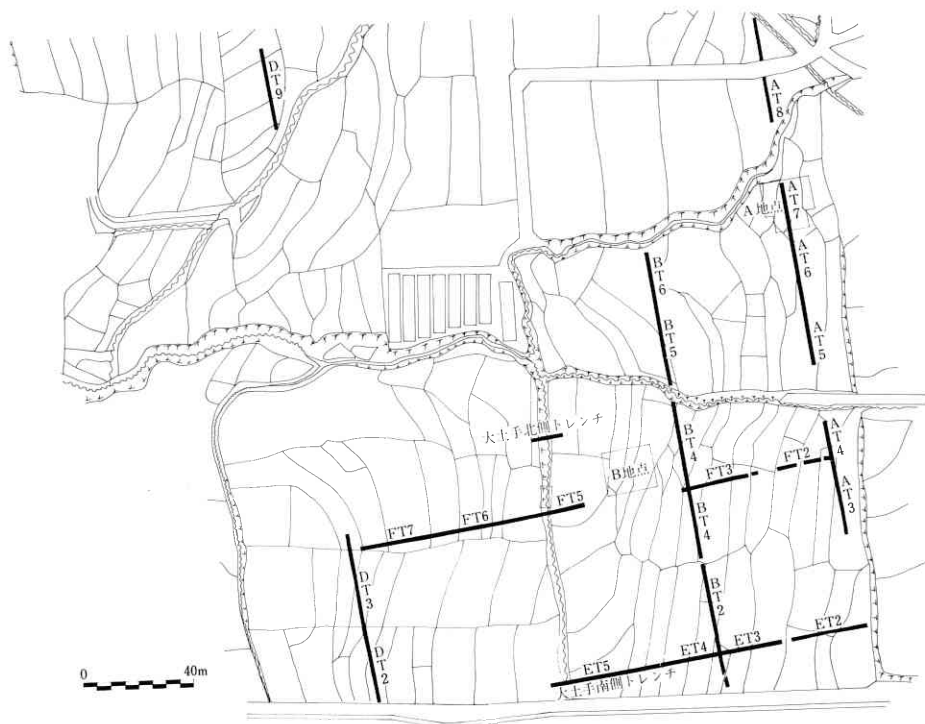 DT9
AT8
A地点
AT7
AT6
AT5
BT6
BT5
大土手北側トレンチ
B地点
BT4
FT3
FT2
AT4
AT3
FT7
FT6
FT5
BT4
DT3
DT2
BT2
ET5
ET4
ET3
ET2
大土手南側トレンチ
0
40m